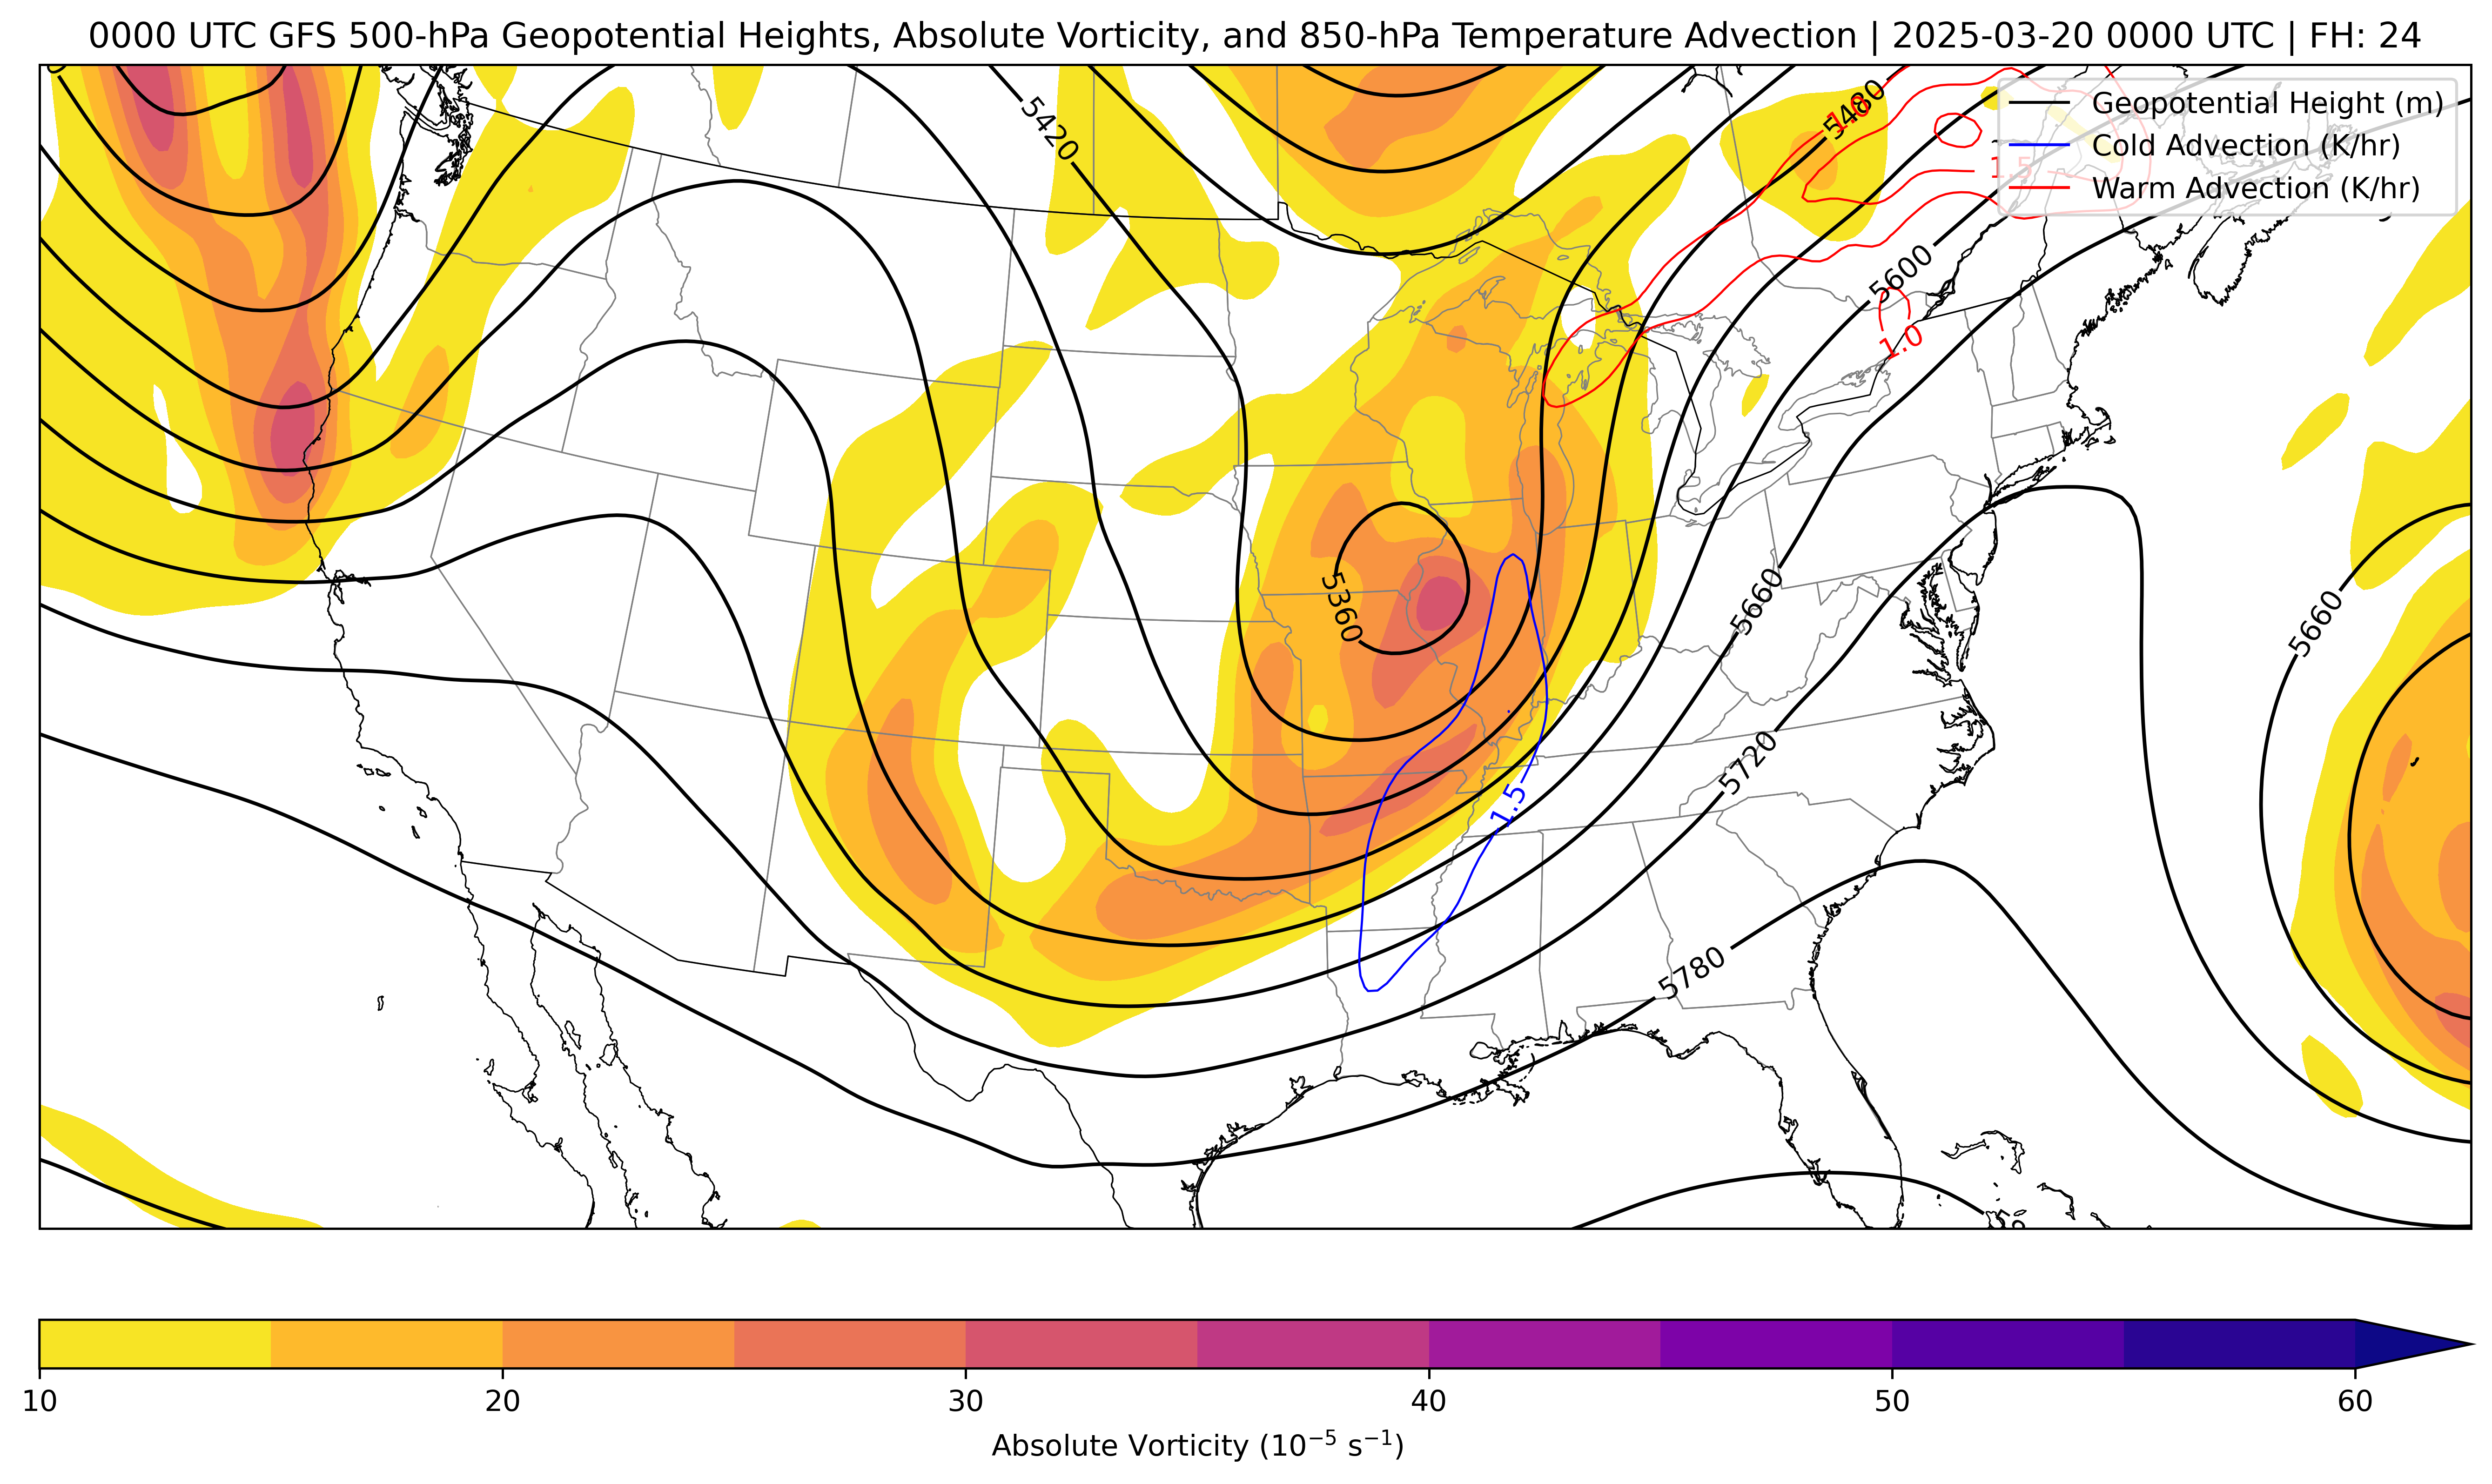 0000 UTC GFS 500-hPa Geopotential Heights, Absolute Vorticity, and 850-hPa Temperature Advection | 2025-03-20 0000 UTC | FH: 24
Geopotential Height (m)
Cold Advection (K/hr)
Warm Advection (K/hr)
5420
5480
1.0
1.5
5600
1.0
5360
5660
5660
5720
-1.5
5780
10 20 30 40 50 60
Absolute Vorticity (10⁻⁵ s⁻¹)